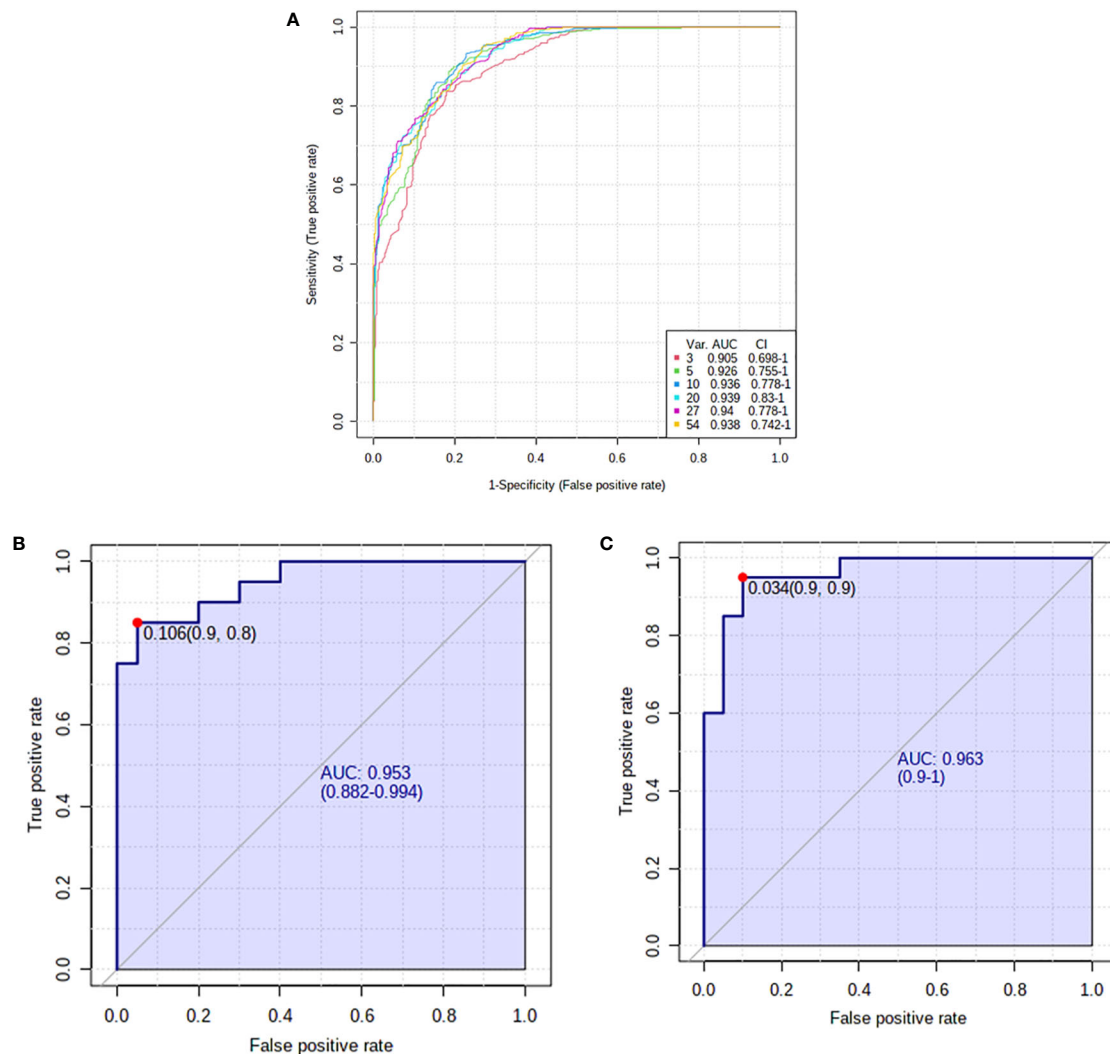 A
1.0
0.8
0.6
0.4
0.2
0.0
Sensitivity (True positive rate)
Var. AUC CI
3 0.905 0.698-1
5 0.926 0.755-1
10 0.936 0.778-1
20 0.939 0.83-1
27 0.94 0.778-1
54 0.938 0.742-1
0.0 0.2 0.4 0.6 0.8 1.0
1-Specificity (False positive rate)
B
1.0
0.8
0.6
0.4
0.2
0.0
True positive rate
0.106(0.9, 0.8)
AUC: 0.953
(0.882-0.994)
0.0 0.2 0.4 0.6 0.8 1.0
False positive rate
C
1.0
0.8
0.6
0.4
0.2
0.0
True positive rate
0.034(0.9, 0.9)
AUC: 0.963
(0.9-1)
0.0 0.2 0.4 0.6 0.8 1.0
False positive rate